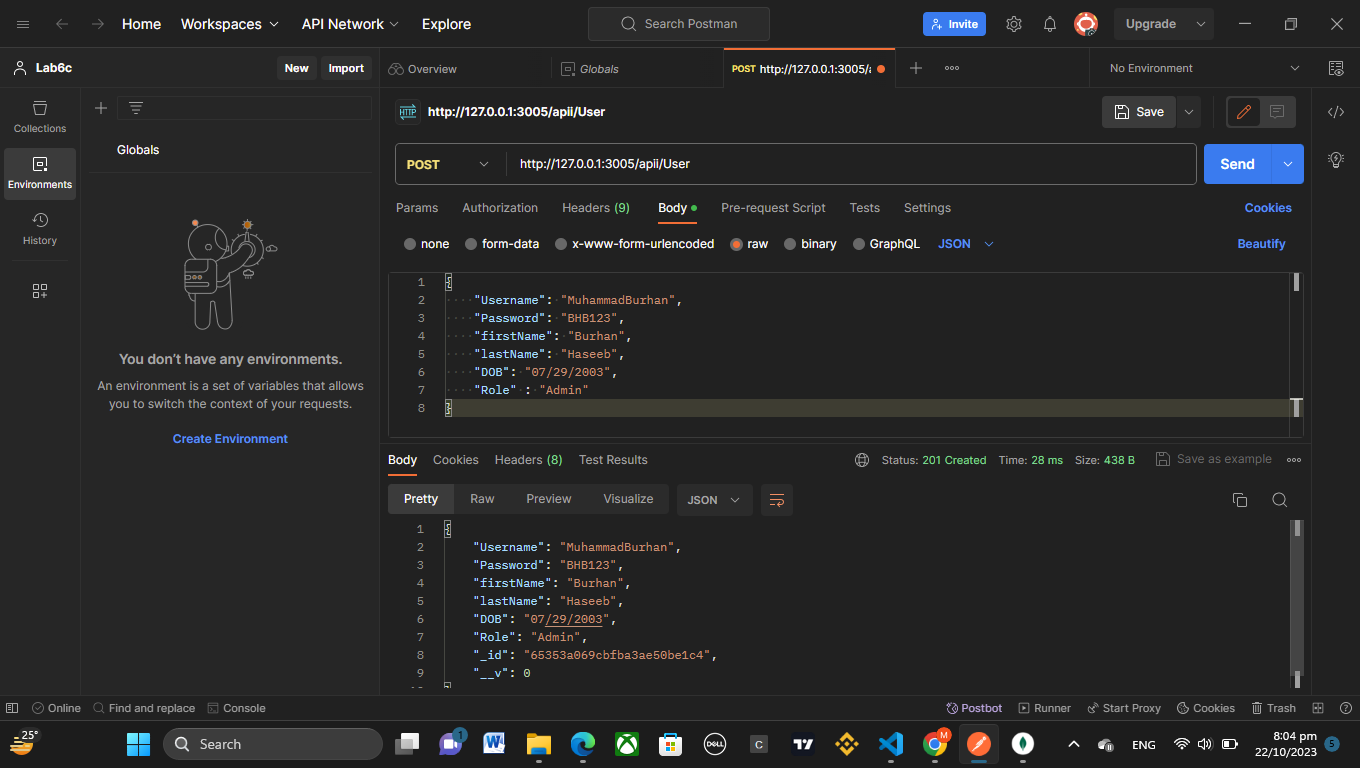 Home Workspaces API Network Explore Search Postman Invite Upgrade
Lab6c New Import Overview Globals POST http://127.0.0.1:3005/a No Environment
Collections
Environments
History
Globals
You don't have any environments.
An environment is a set of variables that allows
you to switch the context of your requests.
Create Environment
HTTP http://127.0.0.1:3005/apii/User Save
POST http://127.0.0.1:3005/apii/User Send
Params Authorization Headers (9) Body Pre-request Script Tests Settings Cookies
none form-data x-www-form-urlencoded raw binary GraphQL JSON Beautify
1 {
2 "Username": "MuhammadBurhan",
3 "Password": "BHB123",
4 "firstName": "Burhan",
5 "lastName": "Haseeb",
6 "DOB": "07/29/2003",
7 "Role" : "Admin"
8 }
Body Cookies Headers (8) Test Results Status: 201 Created Time: 28 ms Size: 438 B Save as example
Pretty Raw Preview Visualize JSON
1 {
2 "Username": "MuhammadBurhan",
3 "Password": "BHB123",
4 "firstName": "Burhan",
5 "lastName": "Haseeb",
6 "DOB": "07/29/2003",
7 "Role": "Admin",
8 "_id": "65353a069cbfba3ae50be1c4",
9 "__v": 0
Online Find and replace Console Postbot Runner Start Proxy Cookies Trash
25° Search 1 W DELL C M ENG 8:04 pm 5
22/10/2023